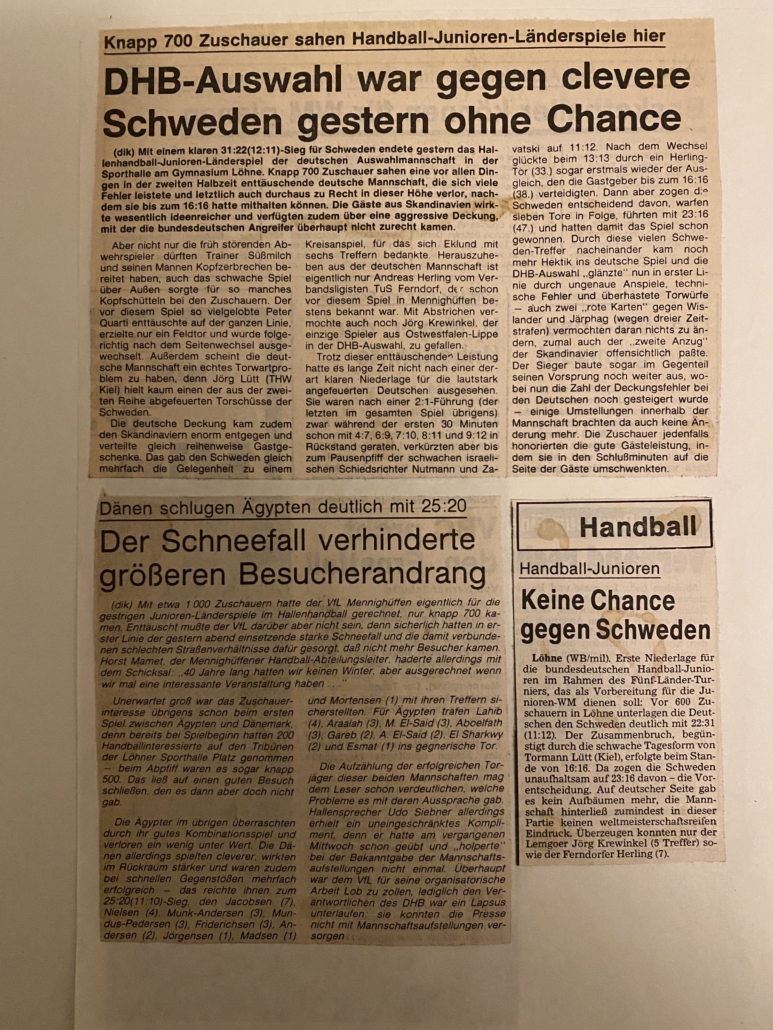 Knapp 700 Zuschauer sahen Handball-Junioren-Länderspiele hier
DHB-Auswahl war gegen clevere
Schweden gestern ohne Chance
(dik) Mit einem klaren 31:22(12:11)-Sieg für Schweden endete gestern das Hal-
lenhandball-Junioren-Länderspiel der deutschen Auswahlmannschaft in der
Sporthalle am Gymnasium Löhne. Knapp 700 Zuschauer sahen eine vor allen Din-
gen in der zweiten Halbzeit enttäuschende deutsche Mannschaft, die sich viele
Fehler leistete und letztlich auch durchaus zu Recht in dieser Höhe verlor, nach-
dem sie bis zum 16:16 hatte mithalten können. Die Gäste aus Skandinavien wirk-
te wesentlich ideenreicher und verfügten zudem über eine aggressive Deckung,
mit der die bundesdeutschen Angreifer überhaupt nicht zurecht kamen.
Aber nicht nur die früh störenden Ab-
wehrspieler dürften Trainer Süßmilch
und seinen Mannen Kopfzerbrechen be-
reitet haben, auch das schwache Spiel
über Außen sorgte für so manches
Kopfschütteln bei den Zuschauern. Der
vor diesem Spiel so vielgelobte Peter
Quarti enttäuschte auf der ganzen Linie,
erzielte nur ein Feldtor und wurde folge-
richtig nach dem Seitenwechsel ausge-
wechselt. Außerdem scheint die deut-
sche Mannschaft ein echtes Torwartpro-
blem zu haben, denn Jörg Lütt (THW
Kiel) hielt kaum einen der aus der zwei-
ten Reihe abgefeuerten Torschüsse der
Schweden.
Die deutsche Deckung kam zudem
den Skandinaviern enorm entgegen und
verteilte gleich reihenweise Gastge-
schenke. Das gab den Schweden gleich
mehrfach die Gelegenheit zu einem
Kreisanspiel, für das sich Eklund mit
sechs Treffern bedankte. Herauszuhe-
ben aus der deutschen Mannschaft ist
eigentlich nur Andreas Herling vom Ver-
bandsligisten TuS Ferndorf, der schon
vor diesem Spiel in Mennighüffen be-
stens bekannt war. Mit Abstrichen ver-
mochte auch noch Jörg Krewinkel, der
einzige Spieler aus Ostwestfalen-Lippe
in der DHB-Auswahl, zu gefallen.
Trotz dieser enttäuschenden Leistung
hatte es lange Zeit nicht nach einer der-
art klaren Niederlage für die lautstark
angefeuerten Deutschen ausgesehen.
Sie waren nach einer 2:1-Führung (der
letzten im gesamten Spiel übrigens)
zwar während der ersten 30 Minuten
schon mit 4:7, 6:9, 7:10, 8:11 und 9:12 in
Rückstand geraten, verkürzten aber bis
zum Pausenpfiff der schwachen israeli-
schen Schiedsrichter Nutmann und Za-
vatski auf 11:12. Nach dem Wechsel
glückte beim 13:13 durch ein Herling-
Tor (33.) sogar erstmals wieder der Aus-
gleich, den die Gastgeber bis zum 16:16
(38.) verteidigten. Dann aber zogen die
Schweden entscheidend davon, warfen
sieben Tore in Folge, führten mit 23:16
(47.) und hatten damit das Spiel schon
gewonnen. Durch diese vielen Schwe-
den-Treffer nacheinander kam noch
mehr Hektik ins deutsche Spiel und die
DHB-Auswahl „glänzte" nun in erster Li-
nie durch ungenaue Anspiele, techni-
sche Fehler und überhastete Torwürfe
– auch zwei „rote Karten" gegen Wis-
lander und Järphag (wegen dreier Zeit-
strafen) vermochten daran nichts zu än-
dern, zumal auch der „zweite Anzug"
der Skandinavier offensichtlich paßte.
Der Sieger baute sogar im Gegenteil
seinen Vorsprung noch weiter aus, wo-
bei nun die Zahl der Deckungsfehler bei
den Deutschen noch gesteigert wurde
– einige Umstellungen innerhalb der
Mannschaft brachten da auch keine Än-
derung mehr. Die Zuschauer jedenfalls
honorierten die gute Gästeleistung, in-
dem sie in den Schlußminuten auf die
Seite der Gäste umschwenkten.
Dänen schlugen Ägypten deutlich mit 25:20
Der Schneefall verhinderte
größeren Besucherandrang
(dik) Mit etwa 1 000 Zuschauern hatte der VfL Mennighüffen eigentlich für die
gestrigen Junioren-Länderspiele im Hallenhandball gerechnet, nur knapp 700 ka-
men. Enttäuscht mußte der VfL darüber aber nicht sein, denn sicherlich hatten in er-
ster Linie der gestern abend einsetzende starke Schneefall und die damit verbunde-
nen schlechten Straßenverhältnisse dafür gesorgt, daß nicht mehr Besucher kamen.
Horst Mamet, der Mennighüffener Handball-Abteilungsleiter, haderte allerdings mit
dem Schicksal: „40 Jahre lang hatten wir keinen Winter, aber ausgerechnet wenn
wir mal eine interessante Veranstaltung haben . . ."
Unerwartet groß war das Zuschauer-
interesse übrigens schon beim ersten
Spiel zwischen Ägypten und Dänemark,
denn bereits bei Spielbeginn hatten 200
Handballinteressierte auf den Tribünen
der Löhner Sporthalle Platz genommen
– beim Abpfiff waren es sogar knapp
500. Das ließ auf einen guten Besuch
schließen, den es dann aber doch nicht
gab.
Die Ägypter im übrigen überraschten
durch ihr gutes Kombinationsspiel und
verloren ein wenig unter Wert. Die Dä-
nen allerdings spielten cleverer, wirkten
im Rückraum stärker und waren zudem
bei schnellen Gegenstößen mehrfach
erfolgreich – das reichte ihnen zum
25:20(11:10)-Sieg, den Jacobsen (7),
Nielsen (4), Munk-Andersen (3), Mun-
dus-Pedersen (3), Friderichsen (3), An-
dersen (2), Jörgensen (1), Madsen (1)
und Mortensen (1) mit ihren Treffern si-
cherstellten. Für Ägypten trafen Lahib
(4), Araalah (3), M. El-Said (3), Aboelfath
(3), Gareb (2), A. El-Said (2), El Sharkwy
(2) und Esmat (1) ins gegnerische Tor.
Die Aufzählung der erfolgreichen Tor-
jäger dieser beiden Mannschaften mag
dem Leser schon verdeutlichen, welche
Probleme es mit deren Aussprache gab.
Hallensprecher Udo Siebner allerdings
erhielt ein uneingeschränktes Kompli-
ment, denn er hatte am vergangenen
Mittwoch schon geübt und „holperte"
bei der Bekanntgabe der Mannschafts-
aufstellungen nicht einmal. Überhaupt
war dem VfL für seine organisatorische
Arbeit Lob zu zollen, lediglich den Ver-
antwortlichen des DHB war ein Lapsus
unterlaufen: sie konnten die Presse
nicht mit Mannschaftsaufstellungen ver-
sorgen . . .
Handball
Handball-Junioren
Keine Chance
gegen Schweden
Löhne (WB/mil). Erste Niederlage für
die bundesdeutschen Handball-Junio-
ren im Rahmen des Fünf-Länder-Tur-
niers, das als Vorbereitung für die Ju-
nioren-WM dienen soll: Vor 600 Zu-
schauern in Löhne unterlagen die Deut-
schen den Schweden deutlich mit 22:31
(11:12). Der Zusammenbruch, begün-
stigt durch die schwache Tagesform von
Tormann Lütt (Kiel), erfolgte beim Stan-
de von 16:16. Da zogen die Schweden
unaufhaltsam auf 23:16 davon – die Vor-
entscheidung. Auf deutscher Seite gab
es kein Aufbäumen mehr, die Mann-
schaft hinterließ zumindest in dieser
Partie keinen weltmeisterschaftsreifen
Eindruck. Überzeugen konnten nur der
Lemgoer Jörg Krewinkel (5 Treffer) so-
wie der Ferndorfer Herling (7).